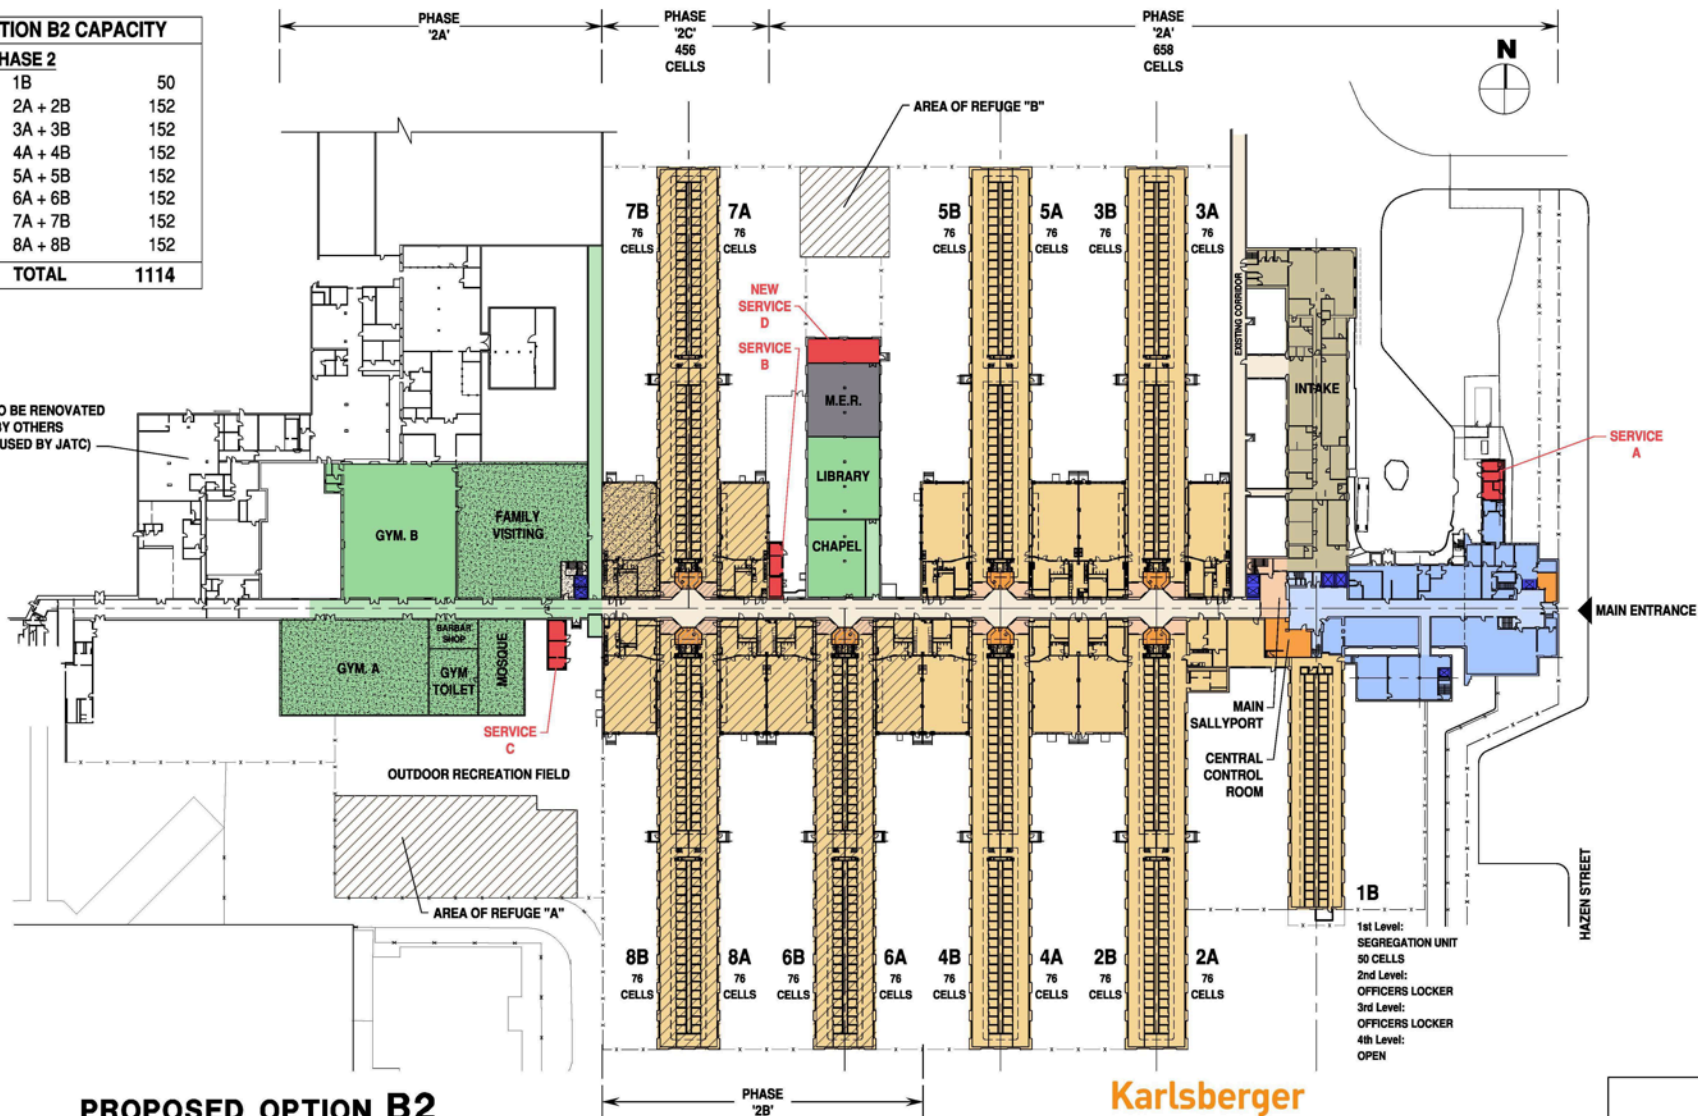 TION B2 CAPACITY
HASE 2
1B 50
2A + 2B 152
3A + 3B 152
4A + 4B 152
5A + 5B 152
6A + 6B 152
7A + 7B 152
8A + 8B 152
TOTAL 1114
PHASE
'2A'
PHASE
'2C'
456
CELLS
PHASE
'2A'
658
CELLS
N
AREA OF REFUGE "B"
7B
76
CELLS
7A
76
CELLS
5B
76
CELLS
5A
76
CELLS
3B
76
CELLS
3A
76
CELLS
NEW
SERVICE
D
SERVICE
B
EXISTING CORRIDOR
INTAKE
M.E.R.
LIBRARY
CHAPEL
O BE RENOVATED
BY OTHERS
USED BY JATC)
SERVICE
A
GYM. B
FAMILY
VISITING
MAIN ENTRANCE
GYM. A
BARBAR
SHOP
GYM
TOILET
MOSQUE
SERVICE
C
MAIN
SALLYPORT
CENTRAL
CONTROL
ROOM
OUTDOOR RECREATION FIELD
AREA OF REFUGE "A"
HAZEN STREET
8B
76
CELLS
8A
76
CELLS
6B
76
CELLS
6A
76
CELLS
4B
76
CELLS
4A
76
CELLS
2B
76
CELLS
2A
76
CELLS
1B
1st Level:
SEGREGATION UNIT
50 CELLS
2nd Level:
OFFICERS LOCKER
3rd Level:
OFFICERS LOCKER
4th Level:
OPEN
PHASE
'2B'
PROPOSED OPTION B2
Karlsberger